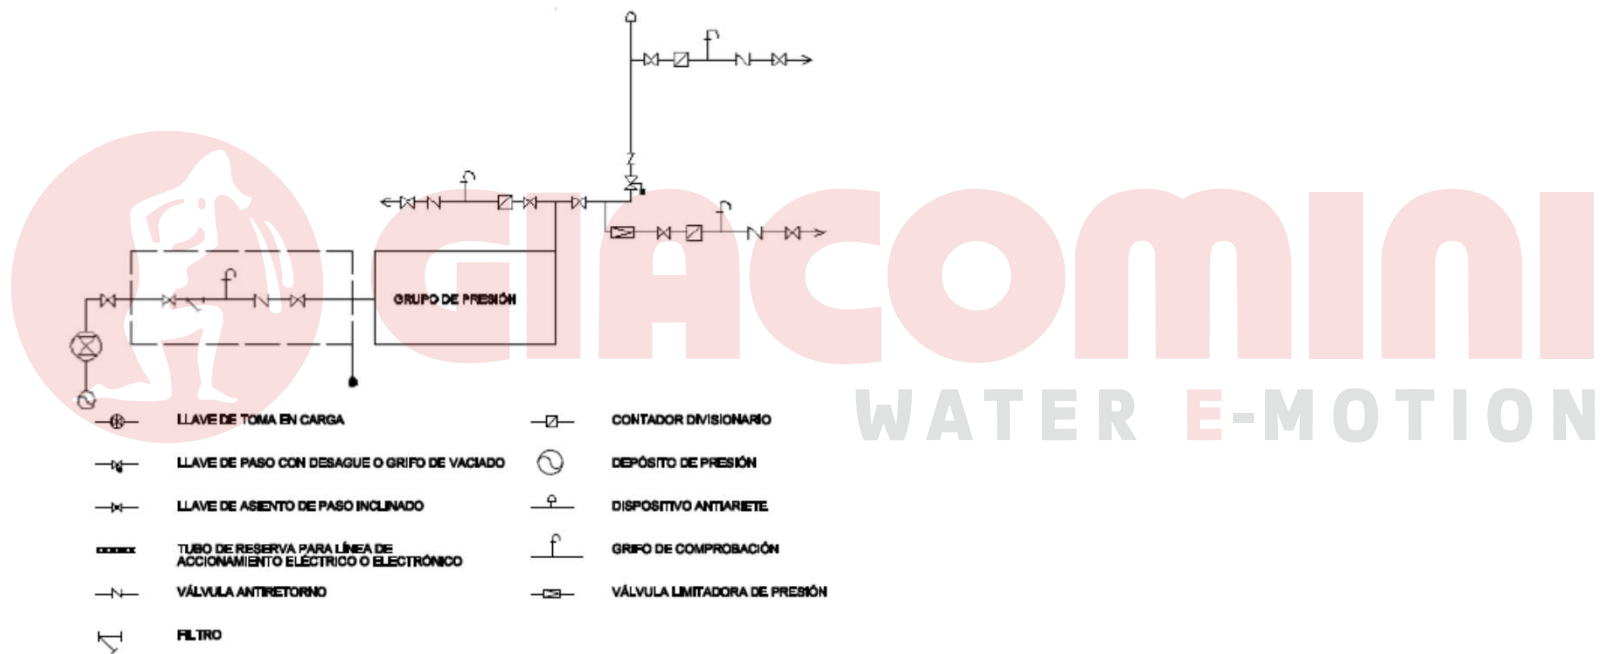 GIACOMINI
WATER E-MOTION
GRUPO DE PRESIÓN
LLAVE DE TOMA EN CARGA
LLAVE DE PASO CON DESAGUE O GRIFO DE VACIADO
LLAVE DE ASIENTO DE PASO INCLINADO
TUBO DE RESERVA PARA LÍNEA DE
ACCIONAMIENTO ELÉCTRICO O ELECTRÓNICO
VÁLVULA ANTIRETORNO
FILTRO
CONTADOR DIVISIONARIO
DEPÓSITO DE PRESIÓN
DISPOSITIVO ANTIARIETE
GRIFO DE COMPROBACIÓN
VÁLVULA LIMITADORA DE PRESIÓN